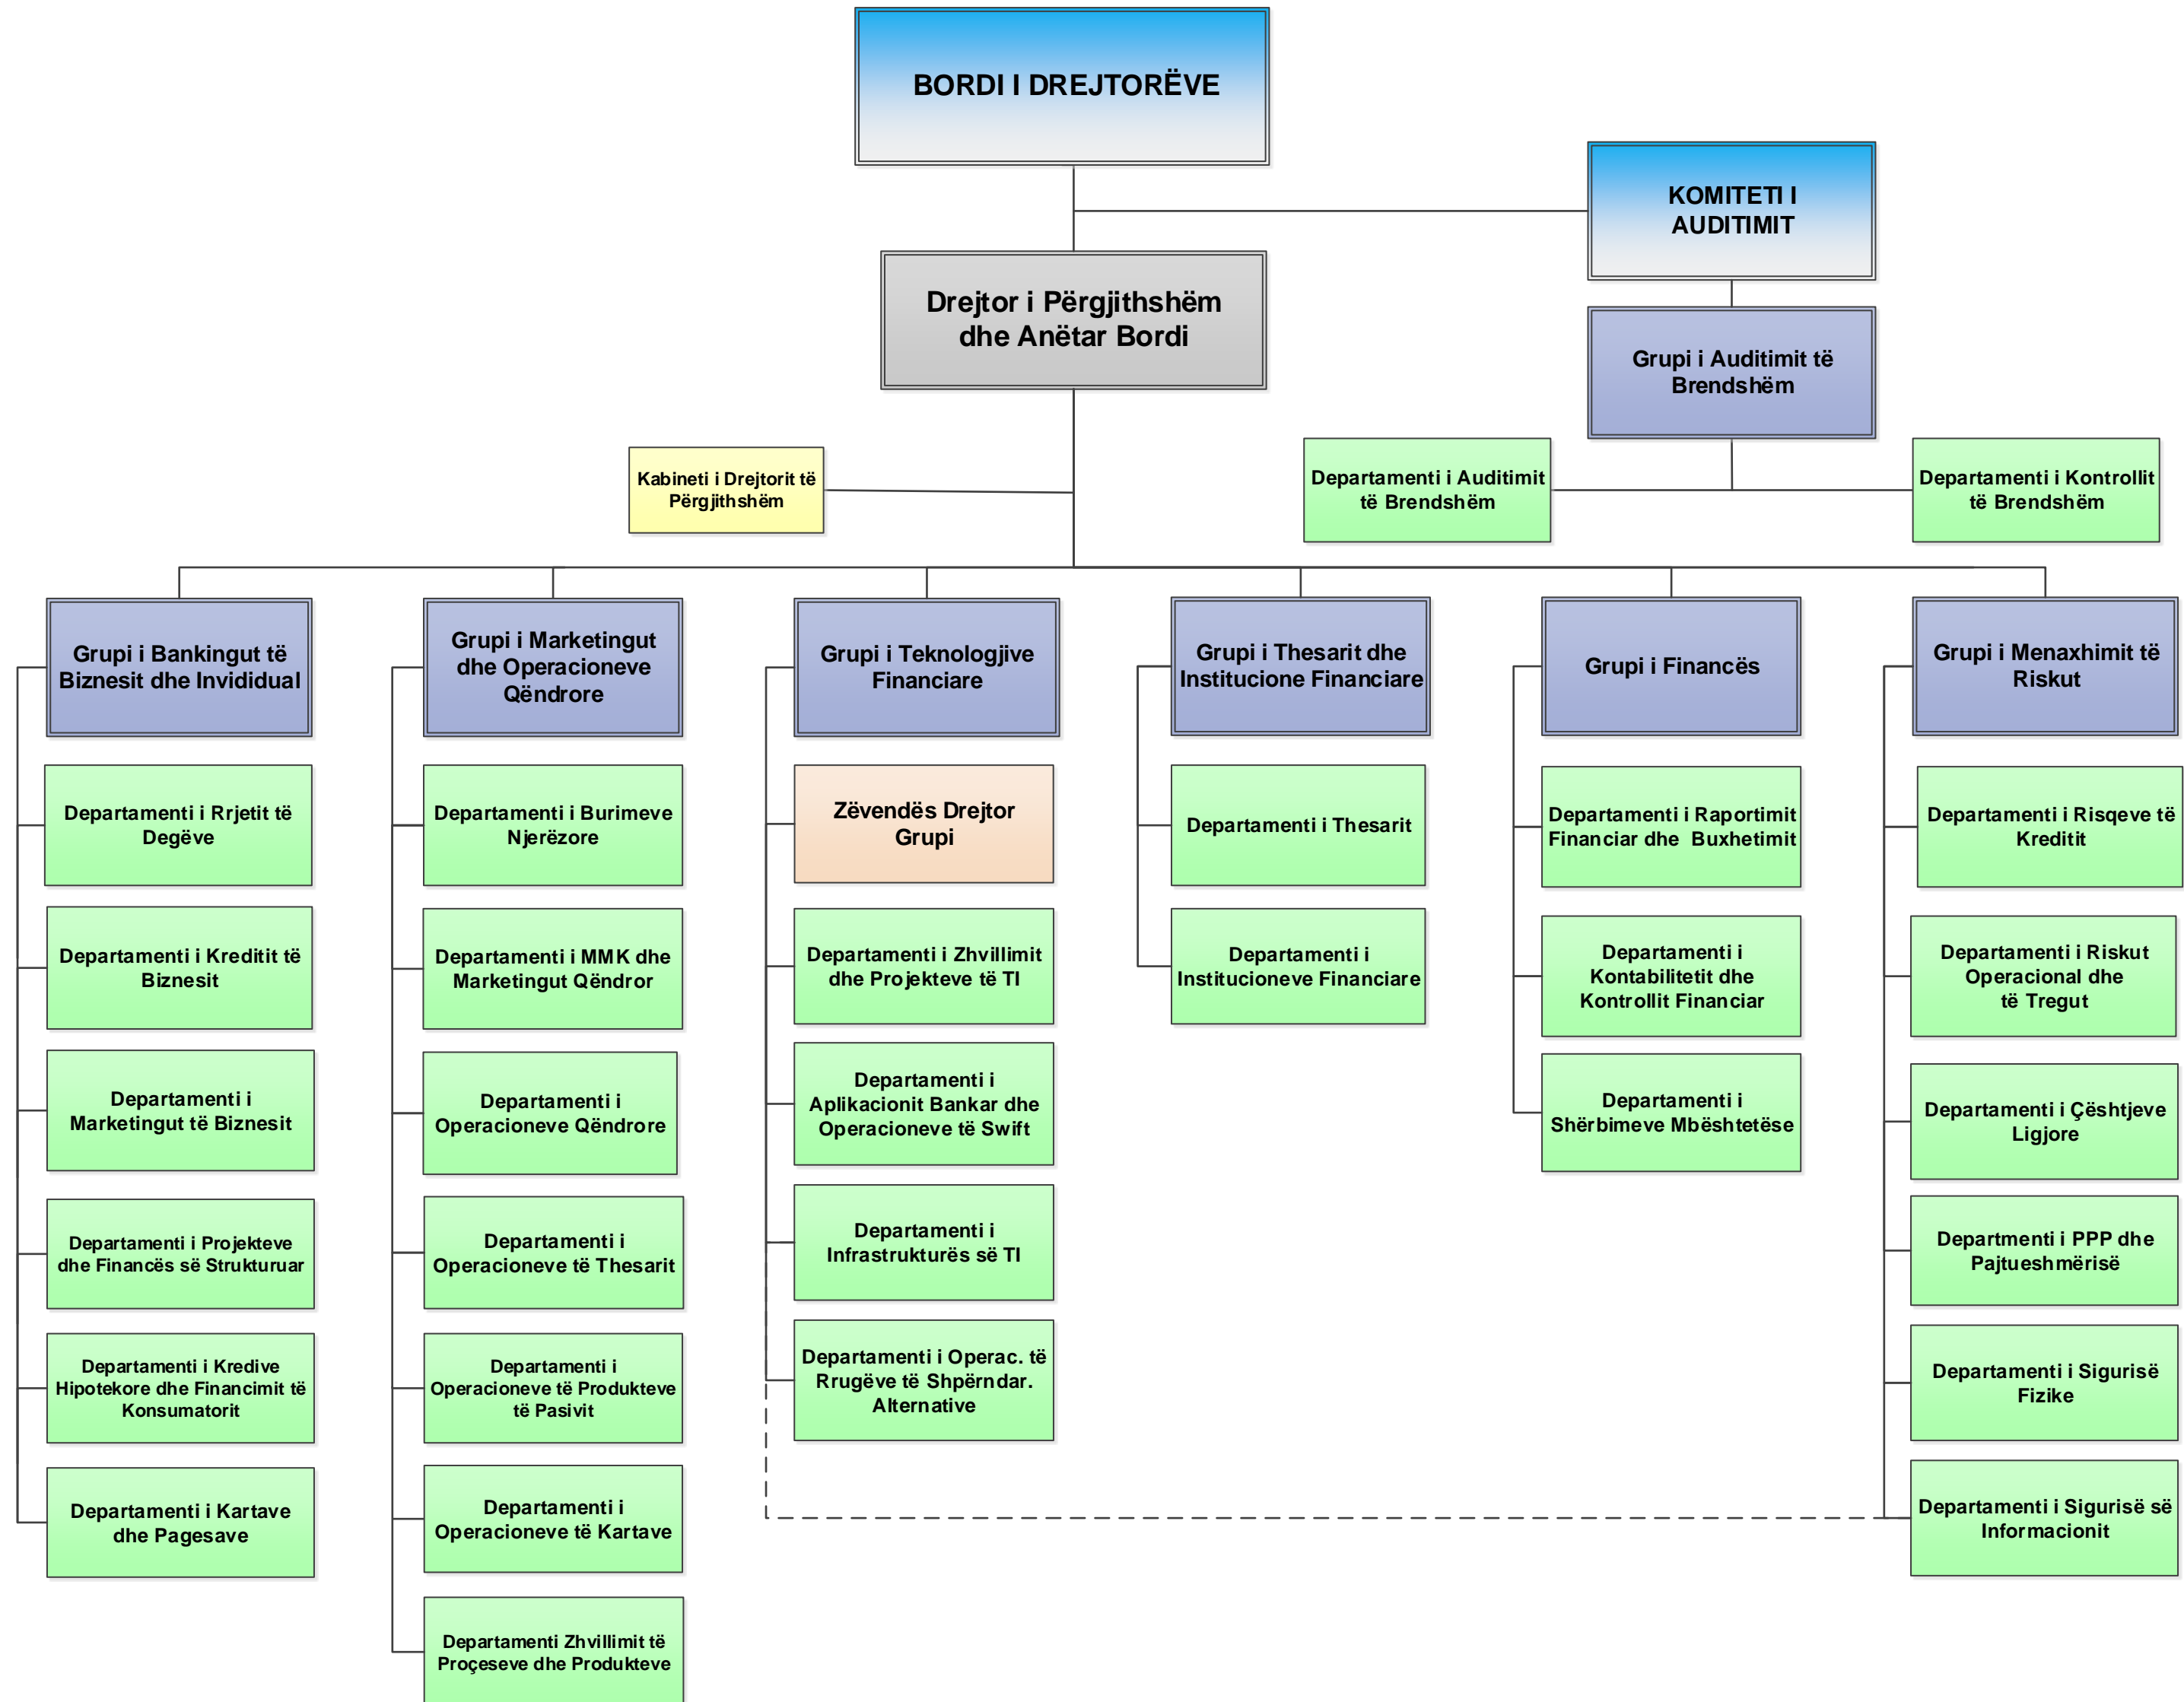 BORDI I DREJTORËVE
KOMITETI I
AUDITIMIT
Drejtor i Përgjithshëm
dhe Anëtar Bordi
Grupi i Auditimit të
Brendshëm
Kabineti i Drejtorit të
Përgjithshëm
Departamenti i Auditimit
të Brendshëm
Departamenti i Kontrollit
të Brendshëm
Grupi i Bankingut të
Biznesit dhe Invididual
Grupi i Marketingut
dhe Operacioneve
Qëndrore
Grupi i Teknologjive
Financiare
Grupi i Thesarit dhe
Institucione Financiare
Grupi i Financës
Grupi i Menaxhimit të
Riskut
Departamenti i Rrjetit të
Degëve
Departamenti i Kreditit të
Biznesit
Departamenti i
Marketingut të Biznesit
Departamenti i Projekteve
dhe Financës së Strukturuar
Departamenti i Kredive
Hipotekore dhe Financimit të
Konsumatorit
Departamenti i Kartave
dhe Pagesave
Departamenti i Burimeve
Njerëzore
Departamenti i MMK dhe
Marketingut Qëndror
Departamenti i
Operacioneve Qëndrore
Departamenti i
Operacioneve të Thesarit
Departamenti i
Operacioneve të Produkteve
të Pasivit
Departamenti i
Operacioneve të Kartave
Departamenti Zhvillimit të
Proçeseve dhe Produkteve
Zëvendës Drejtor
Grupi
Departamenti i Zhvillimit
dhe Projekteve të TI
Departamenti i
Aplikacionit Bankar dhe
Operacioneve të Swift
Departamenti i
Infrastrukturës së TI
Departamenti i Operac. të
Rrugëve të Shpërndar.
Alternative
Departamenti i Thesarit
Departamenti i
Institucioneve Financiare
Departamenti i Raportimit
Financiar dhe Buxhetimit
Departamenti i
Kontabilitetit dhe
Kontrollit Financiar
Departamenti i
Shërbimeve Mbështetëse
Departamenti i Risqeve të
Kreditit
Departamenti i Riskut
Operacional dhe
të Tregut
Departamenti i Çështjeve
Ligjore
Departmenti i PPP dhe
Pajtueshmërisë
Departamenti i Sigurisë
Fizike
Departamenti i Sigurisë së
Informacionit